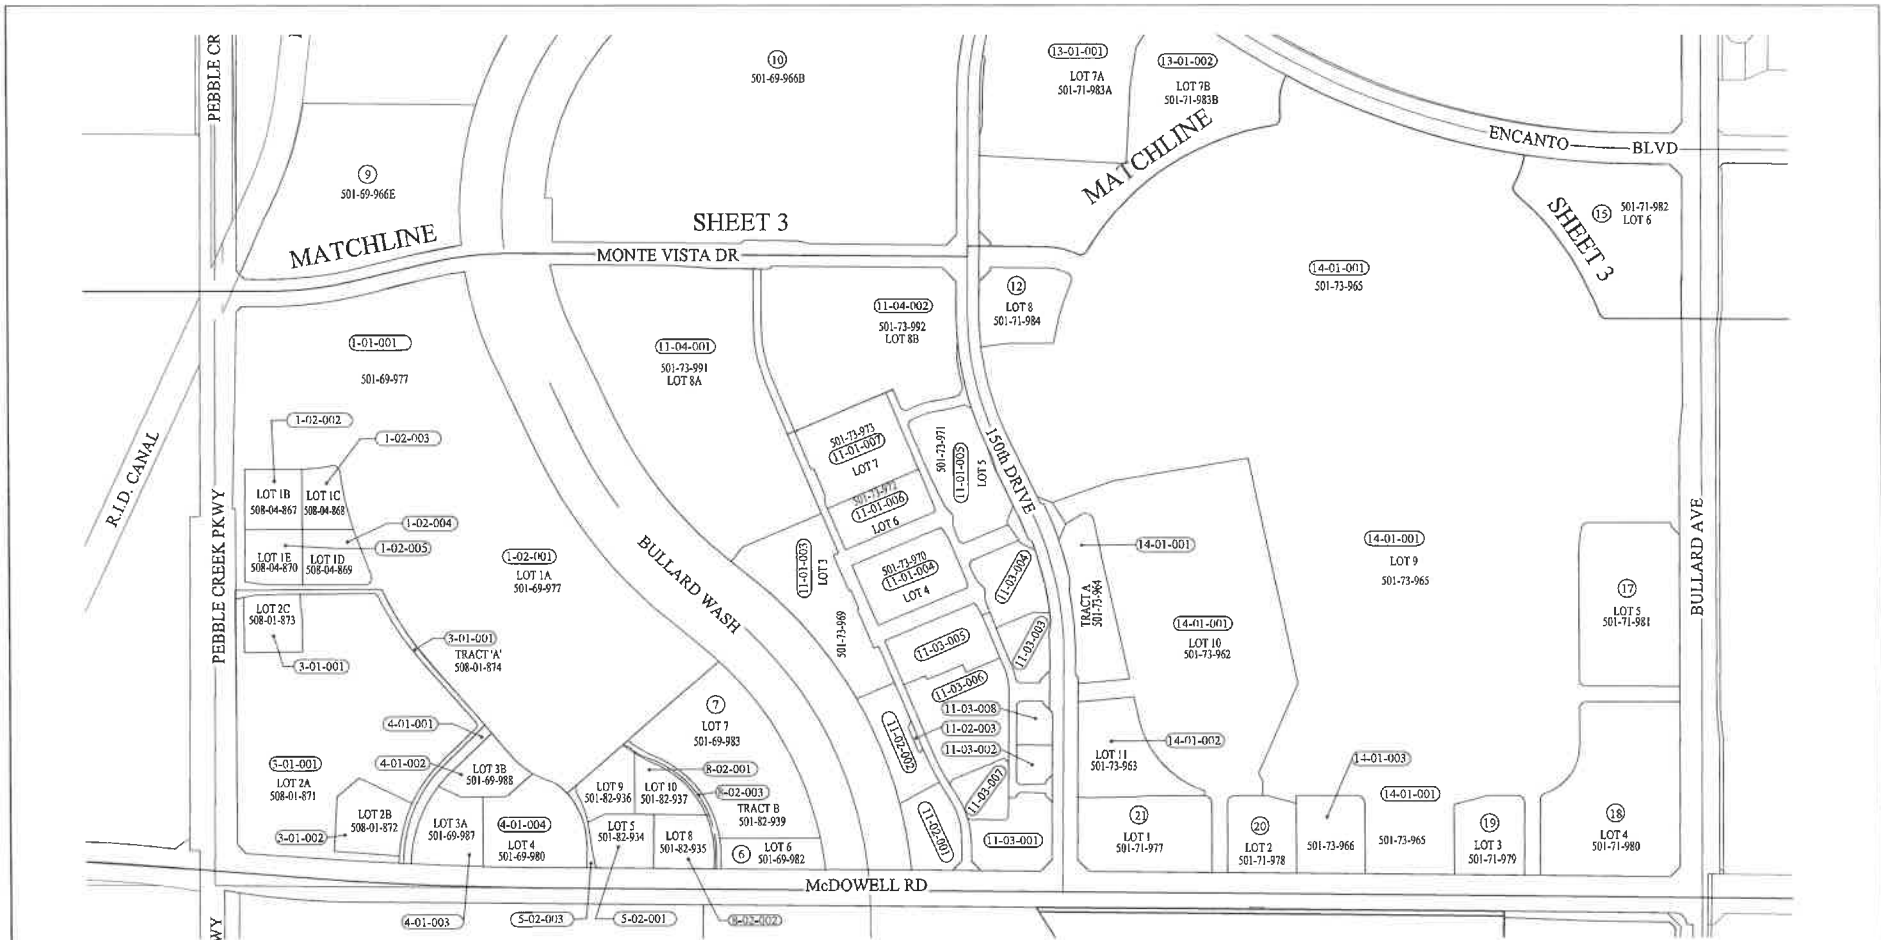 PEBBLE CR
10
501-69-966B
13-01-001
LOT 7A
501-71-983A
13-01-002
LOT 7B
501-71-983B
MATCHLINE
ENCANTO
BLVD
9
501-69-966E
MATCHLINE
SHEET 3
MONTE VISTA DR
15
501-71-982
LOT 6
SHEET 3
14-01-001
501-73-965
12
LOT 8
501-71-984
11-04-002
501-73-992
LOT 8B
11-04-001
501-73-991
LOT 8A
1-01-001
501-69-977
R.I.D. CANAL
PEBBLE CREEK PKWY
1-02-002
1-02-003
LOT 1B
508-04-867
LOT 1C
508-04-868
1-02-004
1-02-005
LOT 1E
508-04-870
LOT 1D
508-04-869
1-02-001
LOT 1A
501-69-977
BULLARD WASH
501-73-973
11-01-007
LOT 7
501-73-972
11-01-006
LOT 6
501-73-971
11-01-005
LOT 5
150th DRIVE
11-01-003
LOT 3
501-73-969
501-73-970
11-01-004
LOT 4
11-03-004
11-03-003
11-03-005
11-03-006
11-03-008
11-02-003
11-03-002
11-02-002
11-03-007
11-02-001
11-03-001
14-01-001
TRACT A
501-73-964
14-01-001
LOT 10
501-73-962
14-01-001
LOT 9
501-73-965
17
LOT 5
501-71-981
BULLARD AVE
LOT 2C
508-01-873
3-01-001
3-01-001
TRACT 'A'
508-01-874
4-01-001
4-01-002
LOT 3B
501-69-988
3-01-001
LOT 2A
508-01-871
LOT 2B
508-01-872
3-01-002
LOT 3A
501-69-987
4-01-004
LOT 4
501-69-980
7
LOT 7
501-69-983
8-02-001
8-02-003
LOT 9
501-82-936
LOT 10
501-82-937
TRACT B
501-82-939
LOT 5
501-82-934
LOT 8
501-82-935
6
LOT 6
501-69-982
LOT 11
501-73-963
14-01-002
14-01-003
14-01-001
21
LOT 1
501-71-977
20
LOT 2
501-71-978
501-73-966
501-73-965
19
LOT 3
501-71-979
18
LOT 4
501-71-980
McDOWELL RD
4-01-003
5-02-003
5-02-001
8-02-002
WY